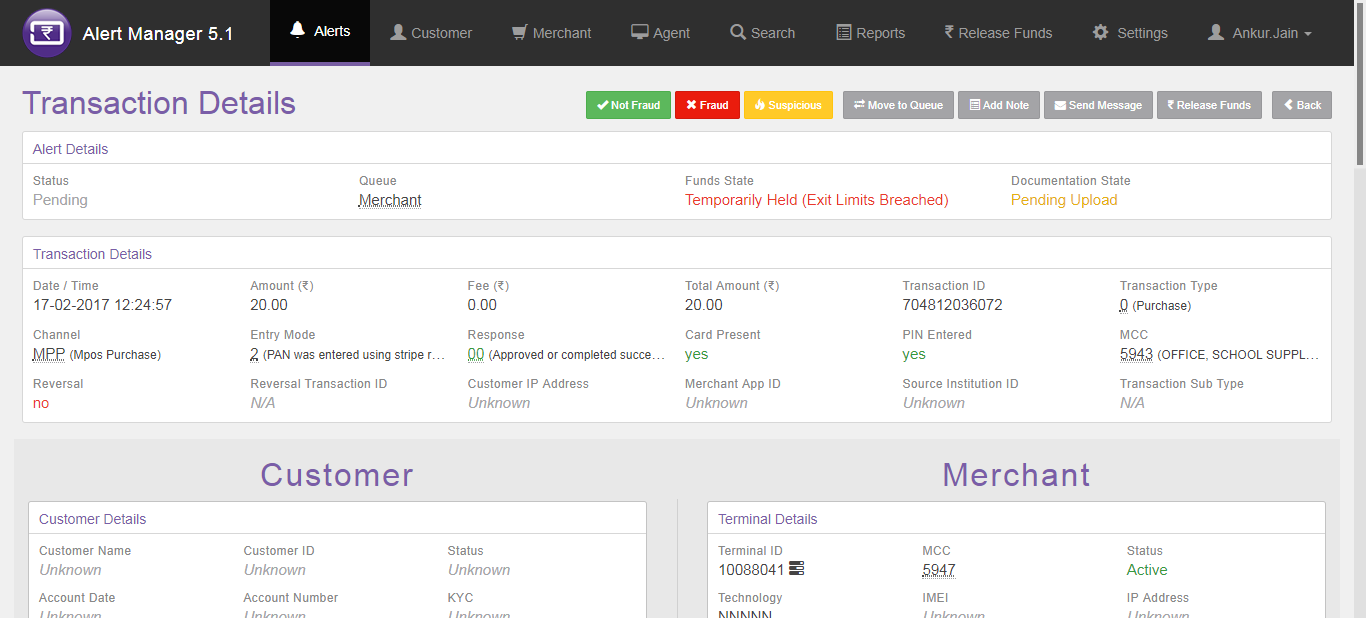 Alert Manager 5.1 Alerts Customer Merchant Agent Search Reports ₹ Release Funds Settings Ankur.Jain
Transaction Details Not Fraud Fraud Suspicious Move to Queue Add Note Send Message ₹ Release Funds Back
Alert Details
Status Queue Funds State Documentation State
Pending Merchant Temporarily Held (Exit Limits Breached) Pending Upload
Transaction Details
Date / Time Amount (₹) Fee (₹) Total Amount (₹) Transaction ID Transaction Type
17-02-2017 12:24:57 20.00 0.00 20.00 704812036072 0 (Purchase)
Channel Entry Mode Response Card Present PIN Entered MCC
MPP (Mpos Purchase) 2 (PAN was entered using stripe r… 00 (Approved or completed succe… yes yes 5943 (OFFICE, SCHOOL SUPPL…
Reversal Reversal Transaction ID Customer IP Address Merchant App ID Source Institution ID Transaction Sub Type
no N/A Unknown Unknown Unknown N/A
Customer Merchant
Customer Details Terminal Details
Customer Name Customer ID Status Terminal ID MCC Status
Unknown Unknown Unknown 10088041 5947 Active
Account Date Account Number KYC Technology IMEI IP Address
Unknown Unknown Unknown NNNNN Unknown Unknown